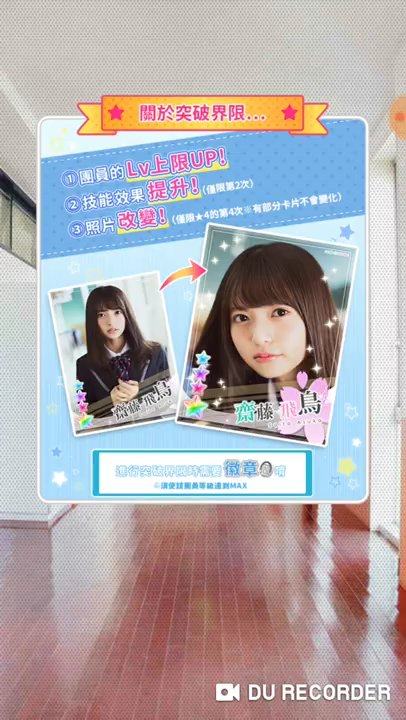 關於突破界限...
① 團員的Lv上限UP!
② 技能效果提升!(僅限第2次)
③ 照片改變!(僅限★4的第4次※有部分卡片不會變化)
齋藤 飛鳥
齋藤 飛鳥
進行突破界限時需要徽章唷
※須使該團員等級達到MAX
DU RECORDER